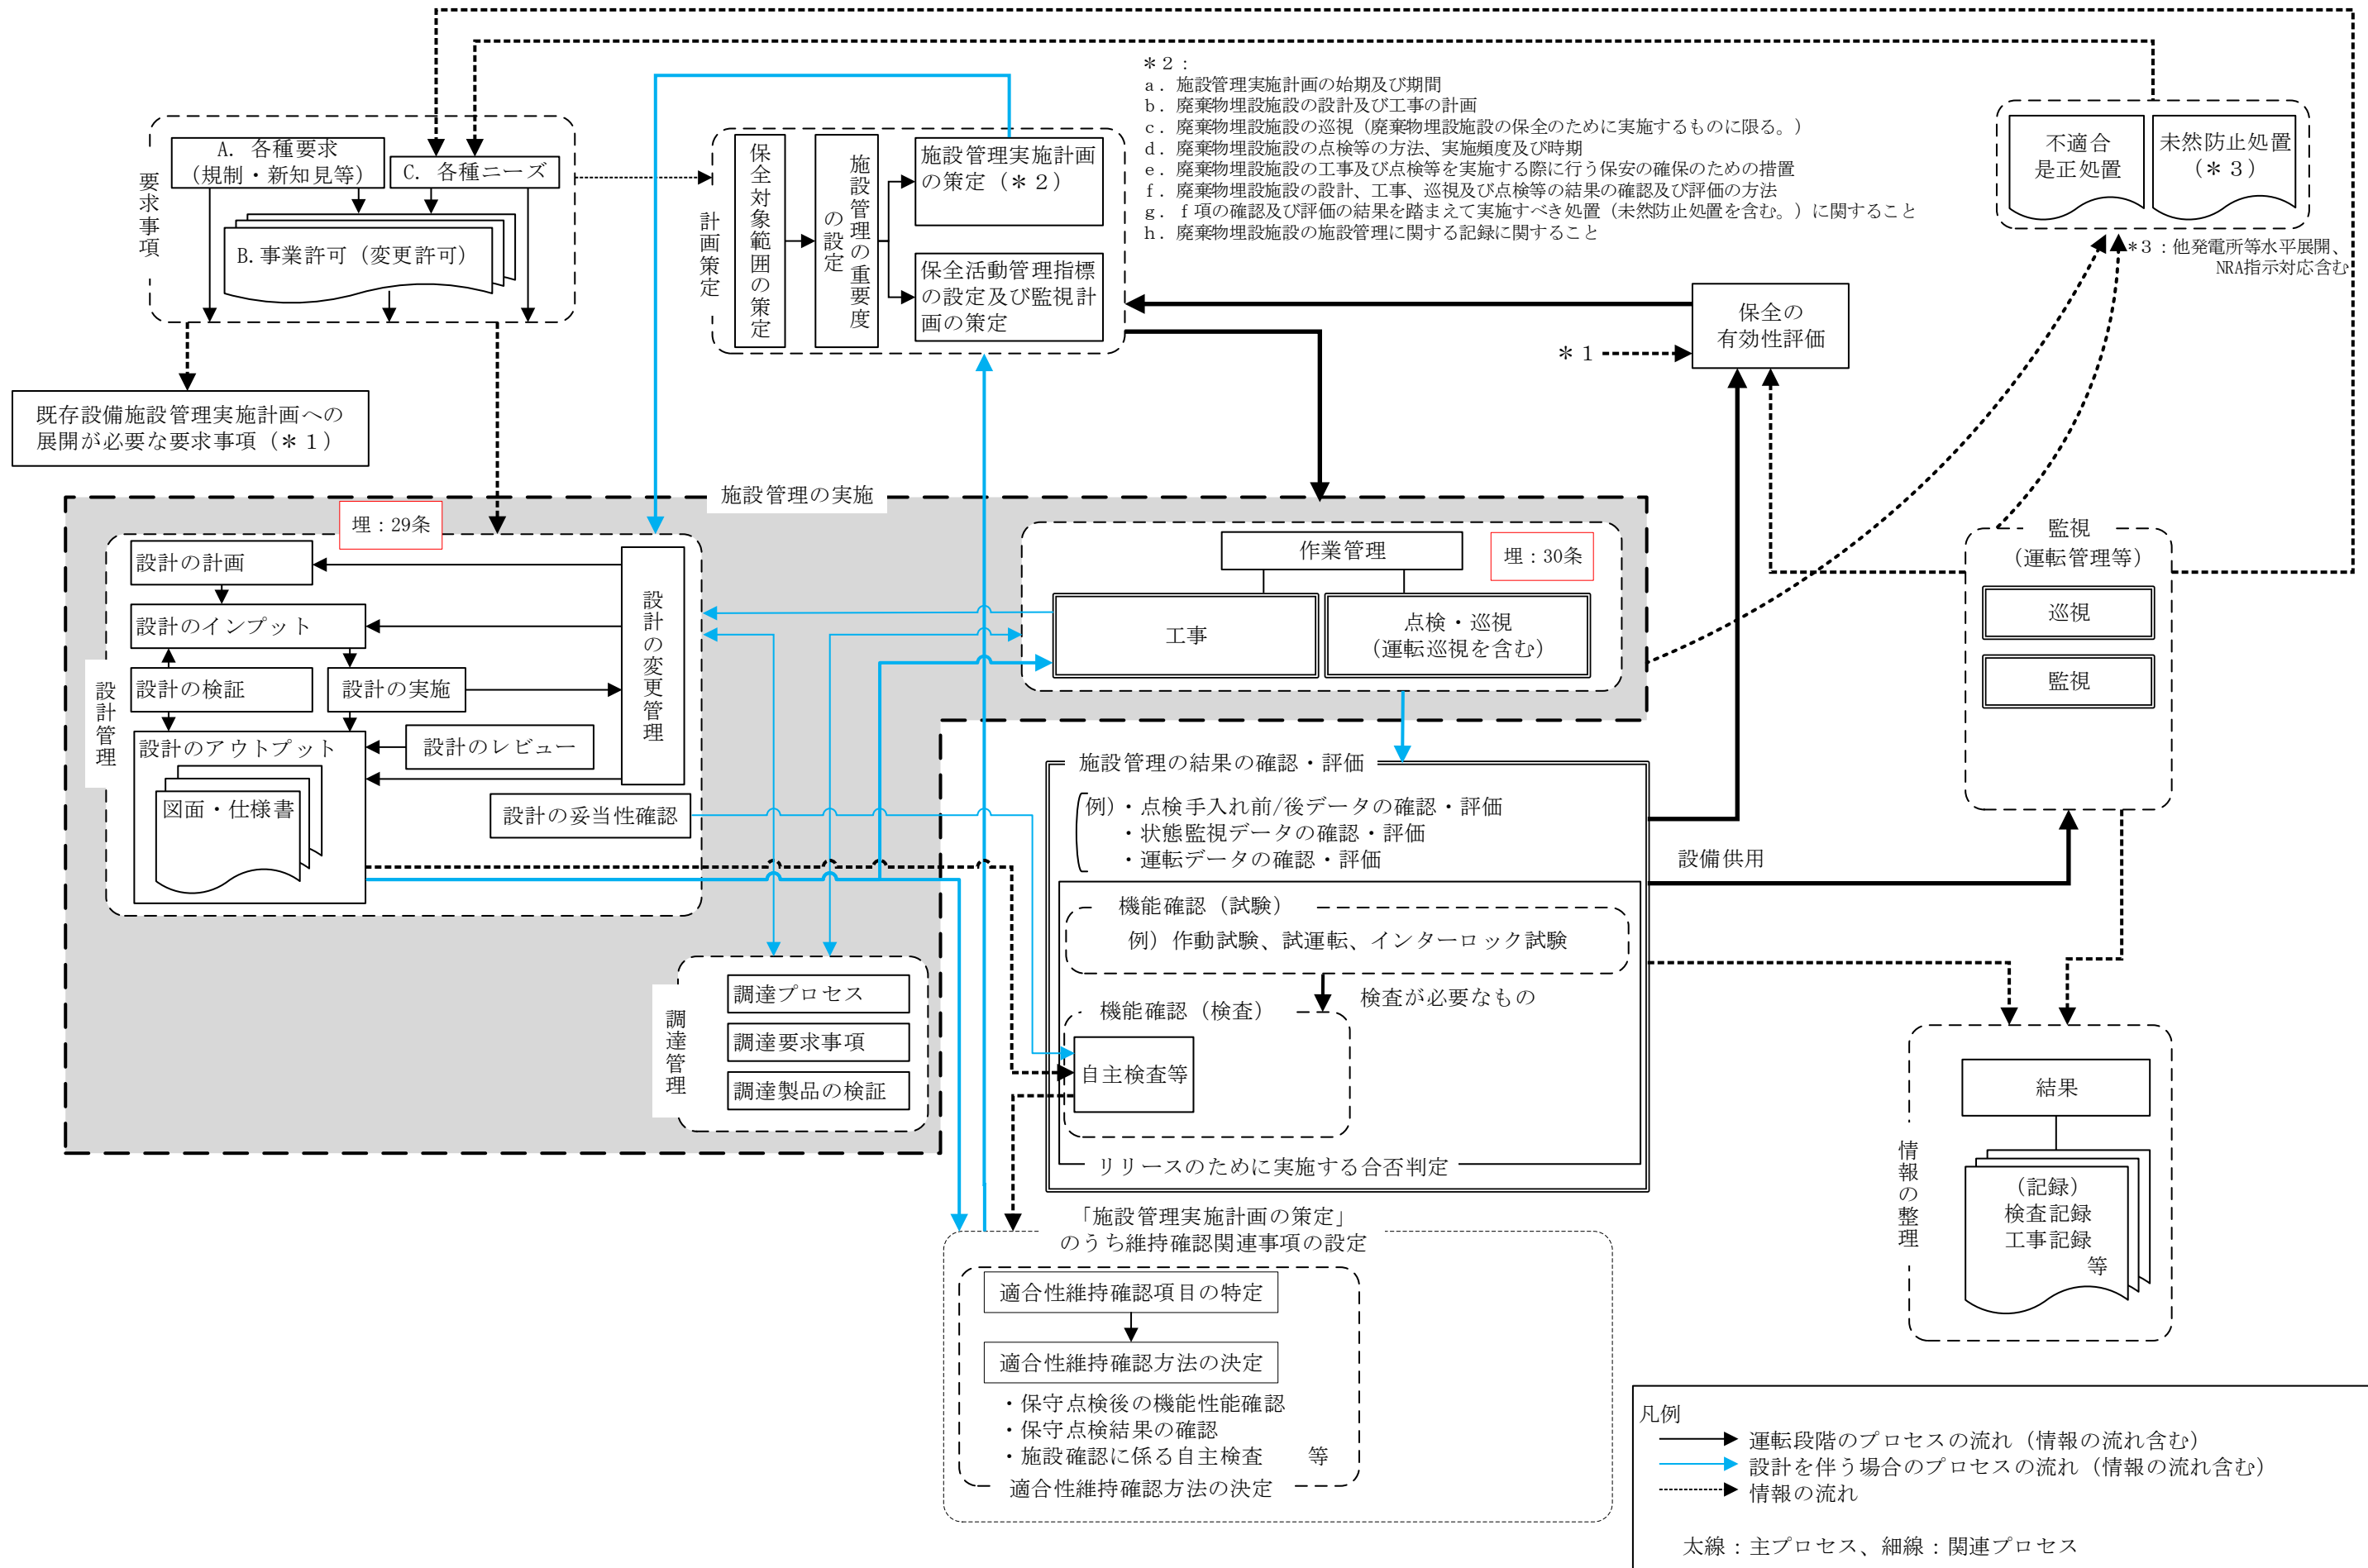 ＊２：
ａ．施設管理実施計画の始期及び期間
ｂ．廃棄物埋設施設の設計及び工事の計画
ｃ．廃棄物埋設施設の巡視（廃棄物埋設施設の保全のために実施するものに限る。）
ｄ．廃棄物埋設施設の点検等の方法、実施頻度及び時期
ｅ．廃棄物埋設施設の工事及び点検等を実施する際に行う保安の確保のための措置
ｆ．廃棄物埋設施設の設計、工事、巡視及び点検等の結果の確認及び評価の方法
ｇ．ｆ項の確認及び評価の結果を踏まえて実施すべき処置（未然防止処置を含む。）に関すること
ｈ．廃棄物埋設施設の施設管理に関する記録に関すること
要求事項
A. 各種要求
（規制・新知見等）
C. 各種ニーズ
B.事業許可（変更許可）
計画策定
保全対象範囲の策定
施設管理の重要度
の設定
施設管理実施計画
の策定（＊２）
保全活動管理指標
の設定及び監視計
画の策定
不適合
是正処置
未然防止処置
（＊３）
＊3：他発電所等水平展開、
NRA指示対応含む
保全の
有効性評価
＊１
既存設備施設管理実施計画への
展開が必要な要求事項（＊１）
施設管理の実施
埋：29条
設計管理
設計の計画
設計のインプット
設計の検証
設計の実施
設計の変更管理
設計のアウトプット
設計のレビュー
図面・仕様書
設計の妥当性確認
作業管理
埋：30条
工事
点検・巡視
（運転巡視を含む）
監視
（運転管理等）
巡視
監視
施設管理の結果の確認・評価
例）・点検手入れ前/後データの確認・評価
・状態監視データの確認・評価
・運転データの確認・評価
設備供用
機能確認（試験）
例）作動試験、試運転、インターロック試験
検査が必要なもの
機能確認（検査）
自主検査等
リリースのために実施する合否判定
調達管理
調達プロセス
調達要求事項
調達製品の検証
情報の整理
結果
（記録）
検査記録
工事記録
等
「施設管理実施計画の策定」
のうち維持確認関連事項の設定
適合性維持確認項目の特定
適合性維持確認方法の決定
・保守点検後の機能性能確認
・保守点検結果の確認
・施設確認に係る自主検査　　等
適合性維持確認方法の決定
凡例
運転段階のプロセスの流れ（情報の流れ含む）
設計を伴う場合のプロセスの流れ（情報の流れ含む）
情報の流れ
太線：主プロセス、細線：関連プロセス